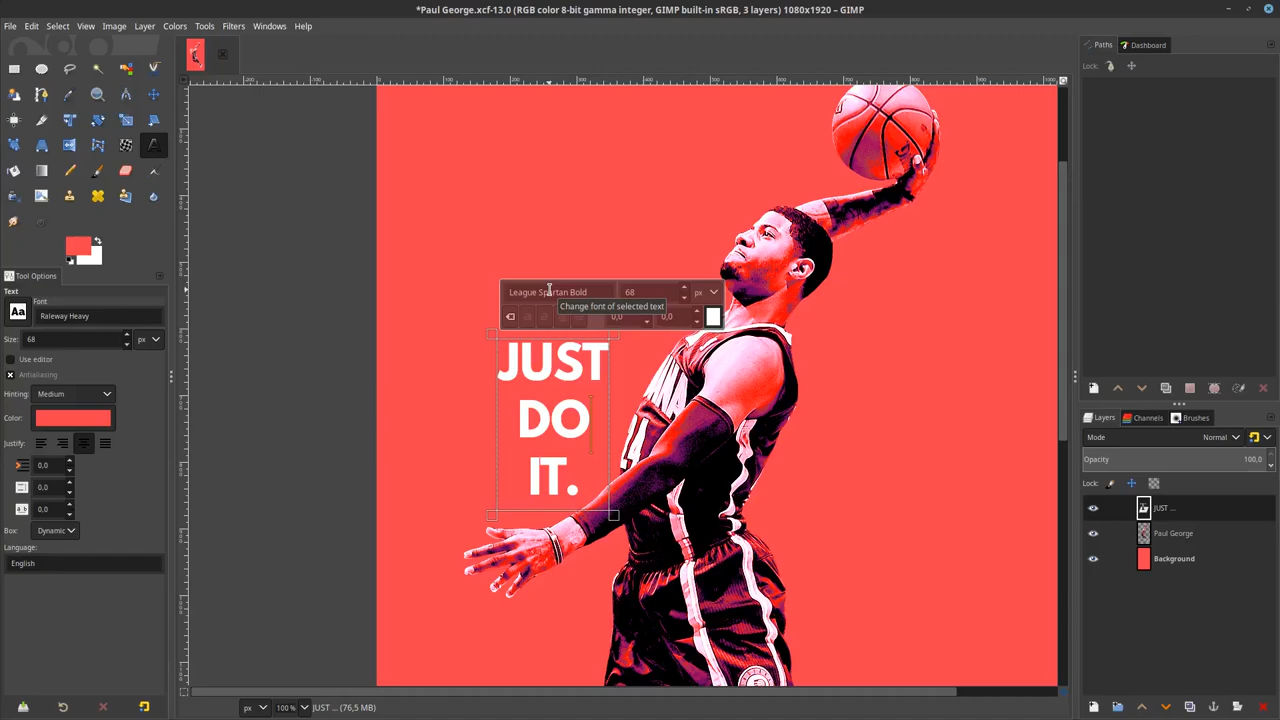 *Paul George.xcf-13.0 (RGB color 8-bit gamma integer, GIMP built-in sRGB, 3 layers) 1080x1920 – GIMP
File Edit Select View Image Layer Colors Tools Filters Windows Help
Paths Dashboard
Lock:
League Spartan Bold 68 px
Change font of selected text
0,0 0,0
JUST
DO
IT.
Tool Options
Text
Font
Aa Raleway Heavy
Size: 68 px
Use editor
Antialiasing
Hinting: Medium
Color:
Justify:
0,0
0,0
0,0
Box: Dynamic
Language:
English
Layers Channels Brushes
Mode Normal
Opacity 100,0
Lock:
JUST ...
Paul George
Background
px 100 % JUST ... (76,5 MB)